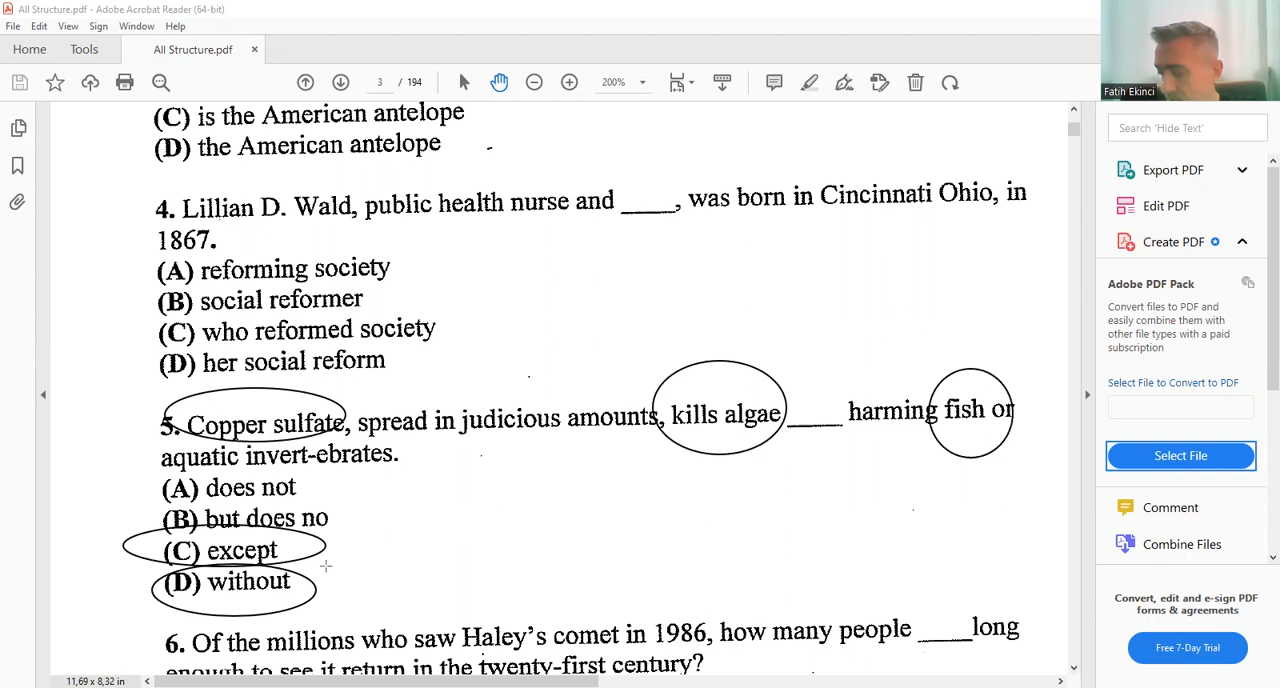 All Structure.pdf - Adobe Acrobat Reader (64-bit)
File Edit View Sign Window Help
Home Tools All Structure.pdf ×
3 / 194 200%
Fatih Ekinci
(C) is the American antelope
(D) the American antelope
4. Lillian D. Wald, public health nurse and ____, was born in Cincinnati Ohio, in
1867.
(A) reforming society
(B) social reformer
(C) who reformed society
(D) her social reform
5. Copper sulfate, spread in judicious amounts, kills algae ____ harming fish or
aquatic invert-ebrates.
(A) does not
(B) but does no
(C) except
(D) without
6. Of the millions who saw Haley's comet in 1986, how many people ____long
enough to see it return in the twenty-first century?
11,69 x 8,32 in
Search 'Hide Text'
Export PDF
Edit PDF
Create PDF
Adobe PDF Pack
Convert files to PDF and
easily combine them with
other file types with a paid
subscription
Select File to Convert to PDF
Select File
Comment
Combine Files
Convert, edit and e-sign PDF
forms & agreements
Free 7-Day Trial